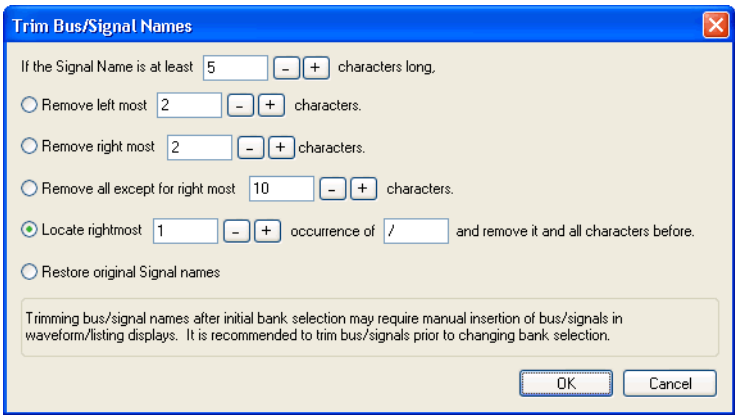 Trim Bus/Signal Names
If the Signal Name is at least 5 - + characters long,
Remove left most 2 - + characters.
Remove right most 2 - + characters.
Remove all except for right most 10 - + characters.
Locate rightmost 1 - + occurrence of / and remove it and all characters before.
Restore original Signal names
Trimming bus/signal names after initial bank selection may require manual insertion of bus/signals in
waveform/listing displays. It is recommended to trim bus/signals prior to changing bank selection.
OK Cancel